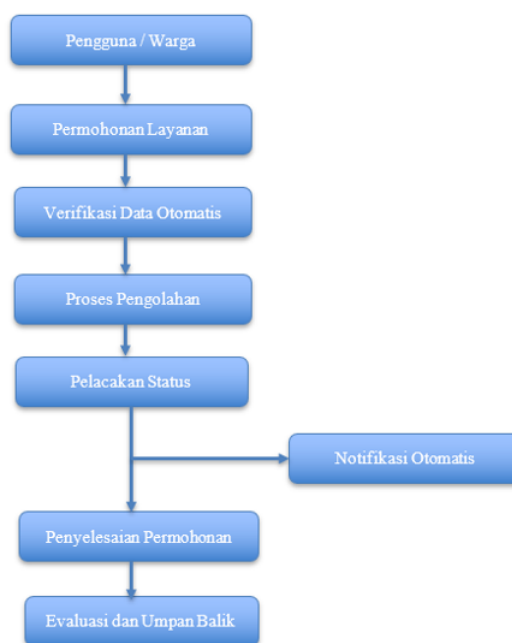 Pengguna / Warga
Permohonan Layanan
Verifikasi Data Otomatis
Proses Pengolahan
Pelacakan Status
Notifikasi Otomatis
Penyelesaian Permohonan
Evaluasi dan Umpan Balik